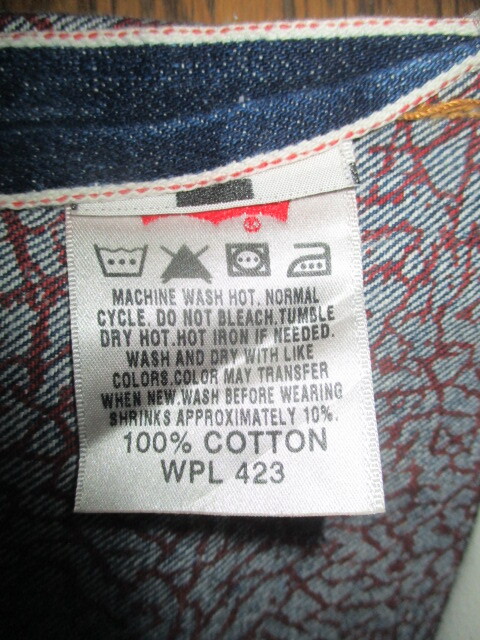 ®
MACHINE WASH HOT. NORMAL
CYCLE. DO NOT BLEACH.TUMBLE
DRY HOT.HOT IRON IF NEEDED.
WASH AND DRY WITH LIKE
COLORS.COLOR MAY TRANSFER
WHEN NEW.WASH BEFORE WEARING
SHRINKS APPROXIMATELY 10%.
100% COTTON
WPL 423